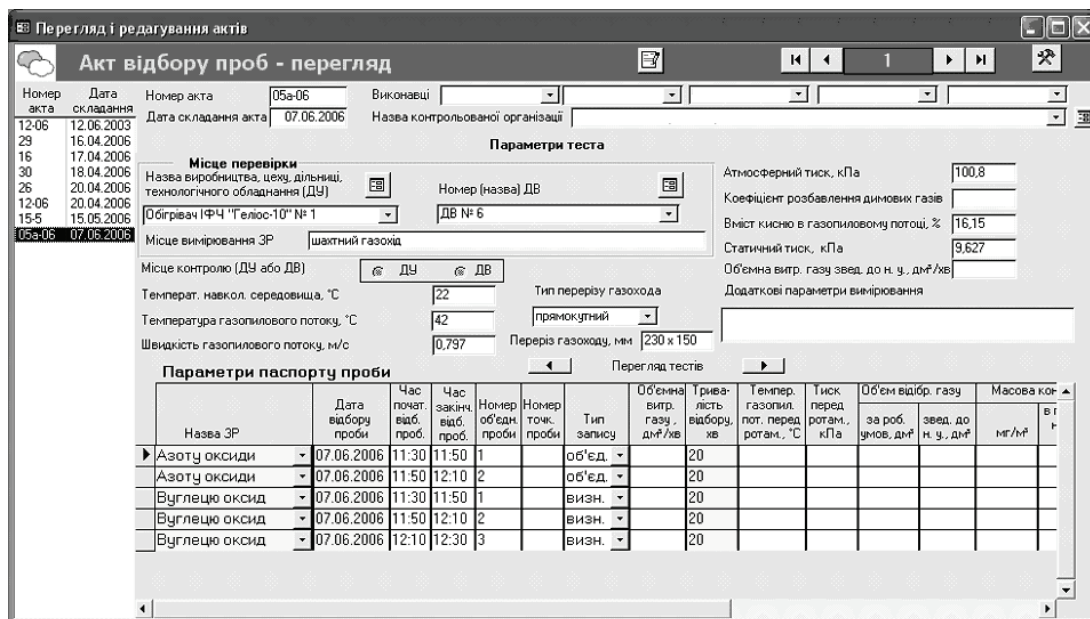 Перегляд і редагування актів
Акт відбору проб - перегляд
1
Номер акта Дата складання
12-06 12.06.2003
29 16.04.2006
16 17.04.2006
30 18.04.2006
26 20.04.2006
12-06 20.04.2006
15-5 15.05.2006
05а-06 07.06.2006
Номер акта 05а-06 Виконавці
Дата складання акта 07.06.2006 Назва контрольованої організації
Параметри теста
Місце перевірки
Назва виробництва, цеху, дільниці,
технологічного обладнання (ДУ)
Номер (назва) ДВ
Обігрівач ІФЧ "Геліос-10" № 1 ДВ № 6
Місце вимірювання ЗР шахтний газохід
Місце контролю (ДУ або ДВ) ДУ ДВ
Температ. навкол. середовища, °С 22
Температура газопилового потоку, °С 42
Швидкість газопилового потоку, м/с 0,797
Тип перерізу газохода
прямокутний
Переріз газоходу, мм 230 х 150
Атмосферний тиск, кПа 100,8
Коефіцієнт розбавлення димових газів
Вміст кисню в газопиловому потоці, % 16,15
Статичний тиск, кПа 9,627
Об'ємна витр. газу звед. до н. у., дм³/хв
Додаткові параметри вимірювання
Перегляд тестів
Параметри паспорту проби
Назва ЗР
Дата відбору проби
Час почат. відб. проб.
Час закінч. відб. проб.
Номер об'єдн. проби
Номер точк. проби
Тип запису
Об'ємна витр. газу, дм³/хв
Трива-лість відбору, хв
Темпер. газопил. пот. перед ротам., °С
Тиск перед ротам., кПа
Об'єм відібр. газу
за роб. умов, дм³
звед. до н. у., дм³
Масова кон
мг/м³
Азоту оксиди 07.06.2006 11:30 11:50 1 об'єд. 20
Азоту оксиди 07.06.2006 11:50 12:10 2 об'єд. 20
Вуглецю оксид 07.06.2006 11:30 11:50 1 визн. 20
Вуглецю оксид 07.06.2006 11:50 12:10 2 визн. 20
Вуглецю оксид 07.06.2006 12:10 12:30 3 визн. 20